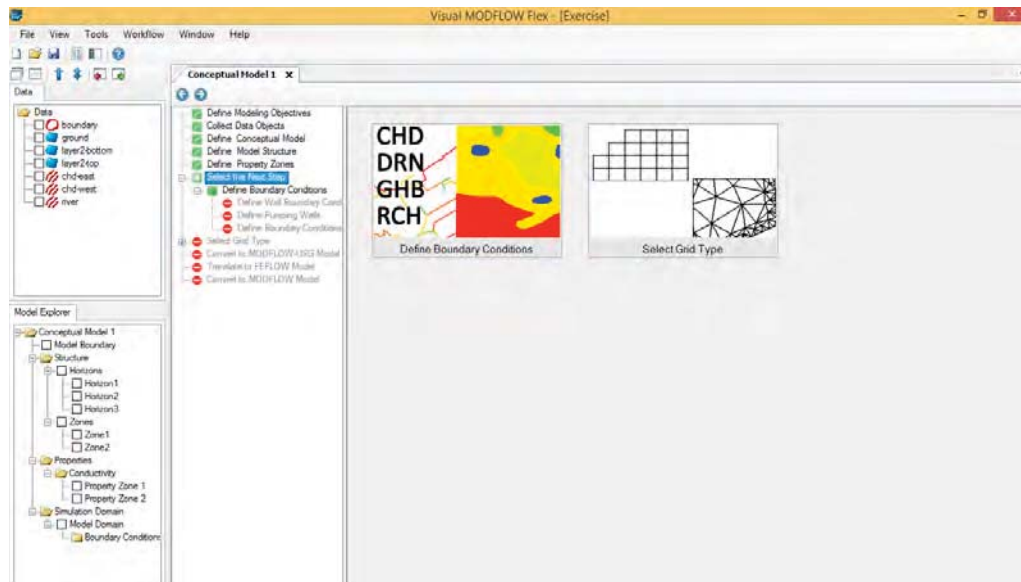 Visual MODFLOW Flex - [Exercise]
File View Tools Workflow Window Help
Conceptual Model 1 X
Data
Data
boundary
ground
layer2-bottom
layer2-top
chd-east
chd-west
river
Define Modeling Objectives
Collect Data Objects
Define Conceptual Model
Define Model Structure
Define Property Zones
Select the Next Step
Define Boundary Conditions
Define Well Boundary Cond
Define Pumping Wells
Define Boundary Conditions
Select Grid Type
Convert to MODFLOW-USG Model
Translate to FEFLOW Model
Convert to MODFLOW Model
CHD
DRN
GHB
RCH
Define Boundary Conditions
Select Grid Type
Model Explorer
Conceptual Model 1
Model Boundary
Structure
Horizons
Horizon1
Horizon2
Horizon3
Zones
Zone1
Zone2
Properties
Conductivity
Property Zone 1
Property Zone 2
Simulation Domain
Model Domain
Boundary Conditions